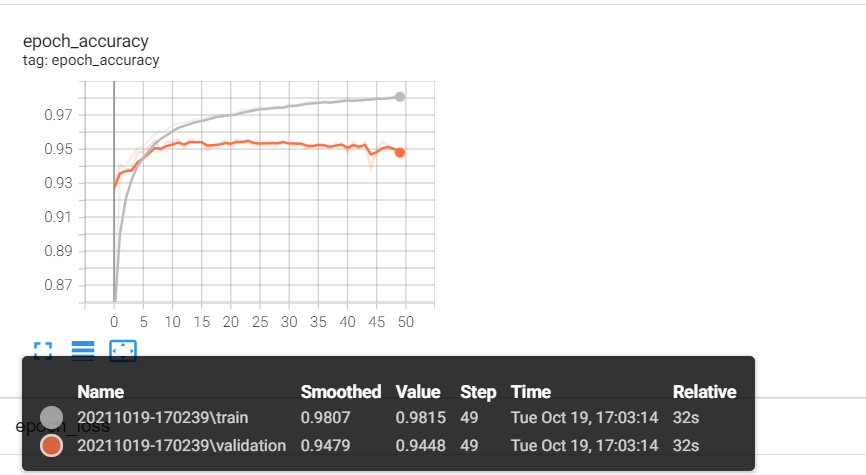 epoch_accuracy
tag: epoch_accuracy
0.97
0.95
0.93
0.91
0.89
0.87
0 5 10 15 20 25 30 35 40 45 50
Name Smoothed Value Step Time Relative
20211019-170239\train 0.9807 0.9815 49 Tue Oct 19, 17:03:14 32s
epoch_loss
20211019-170239\validation 0.9479 0.9448 49 Tue Oct 19, 17:03:14 32s